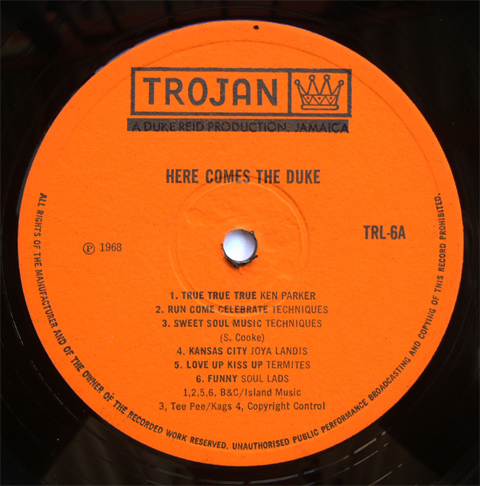 TROJAN
A DUKE REID PRODUCTION, JAMAICA
HERE COMES THE DUKE
TRL-6A
℗ 1968
1. TRUE TRUE TRUE KEN PARKER
2. RUN COME CELEBRATE TECHNIQUES
3. SWEET SOUL MUSIC TECHNIQUES
(S. Cooke)
4. KANSAS CITY JOYA LANDIS
5. LOVE UP KISS UP TERMITES
6. FUNNY SOUL LADS
1,2,5,6, B&C/Island Music
3, Tee Pee/Kags 4, Copyright Control
ALL RIGHTS OF THE MANUFACTURER AND OF THE OWNER OF THE RECORDED WORK RESERVED. UNAUTHORISED PUBLIC PERFORMANCE BROADCASTING AND COPYING OF THIS RECORD PROHIBITED.